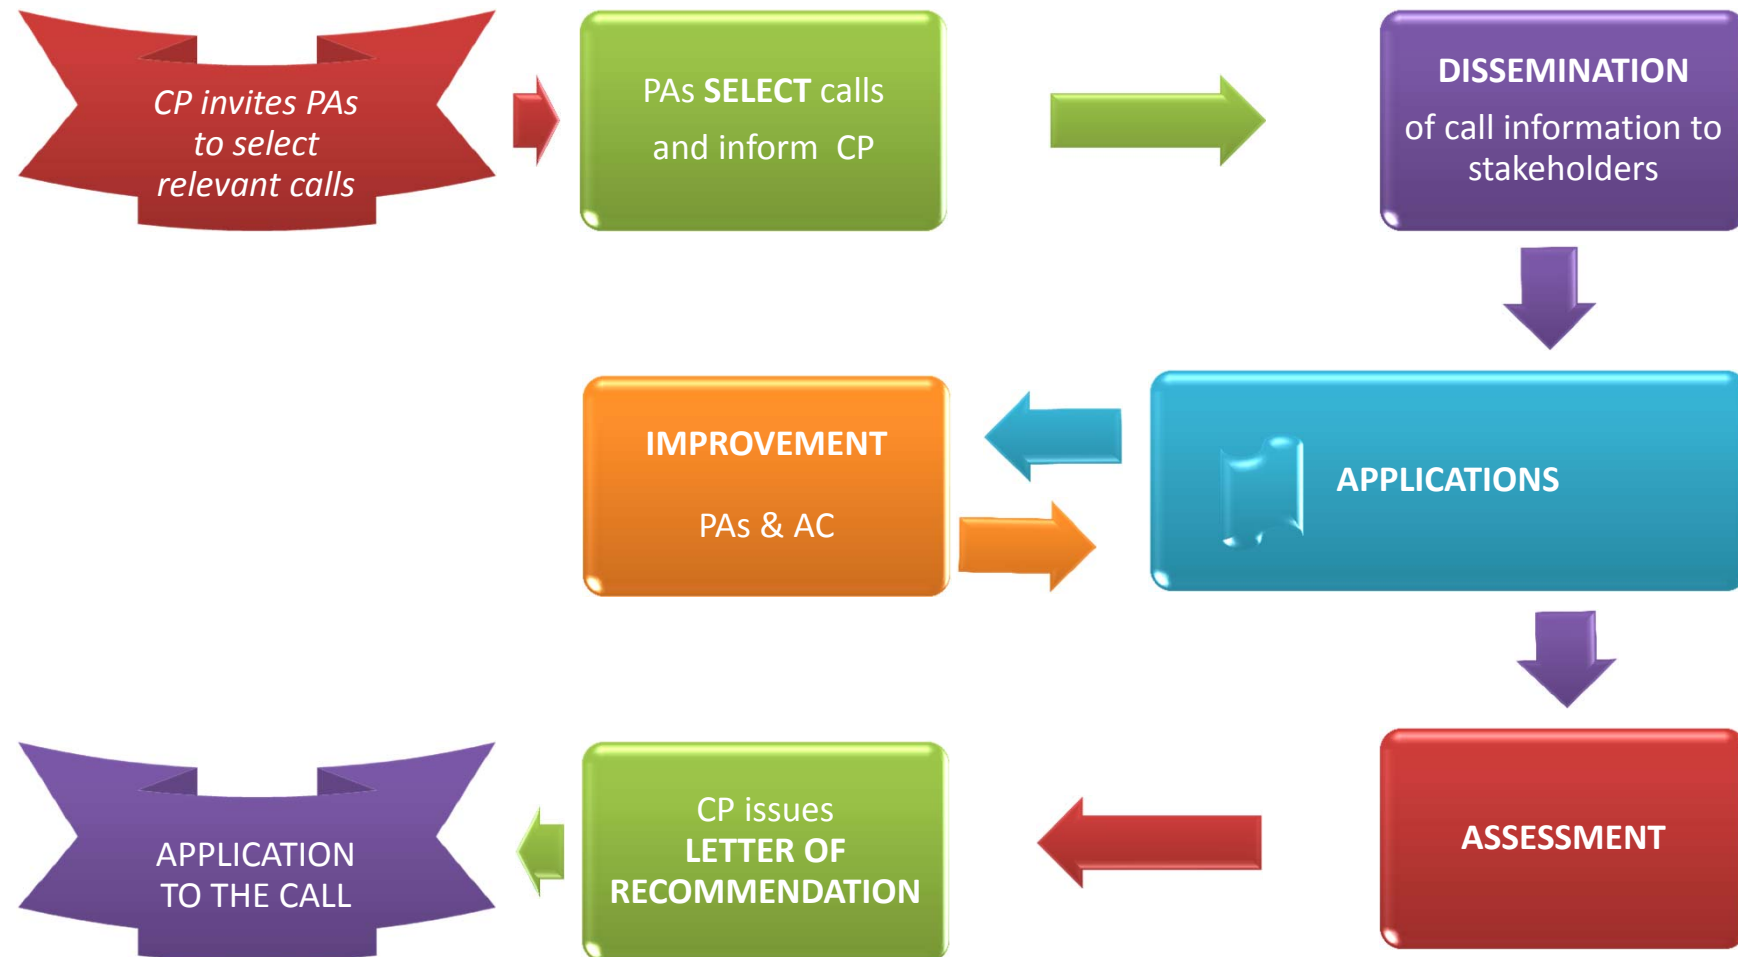 CP invites PAs
to select
relevant calls
PAs SELECT calls
and inform CP
DISSEMINATION
of call information to
stakeholders
IMPROVEMENT
PAs & AC
APPLICATIONS
APPLICATION
TO THE CALL
CP issues
LETTER OF
RECOMMENDATION
ASSESSMENT